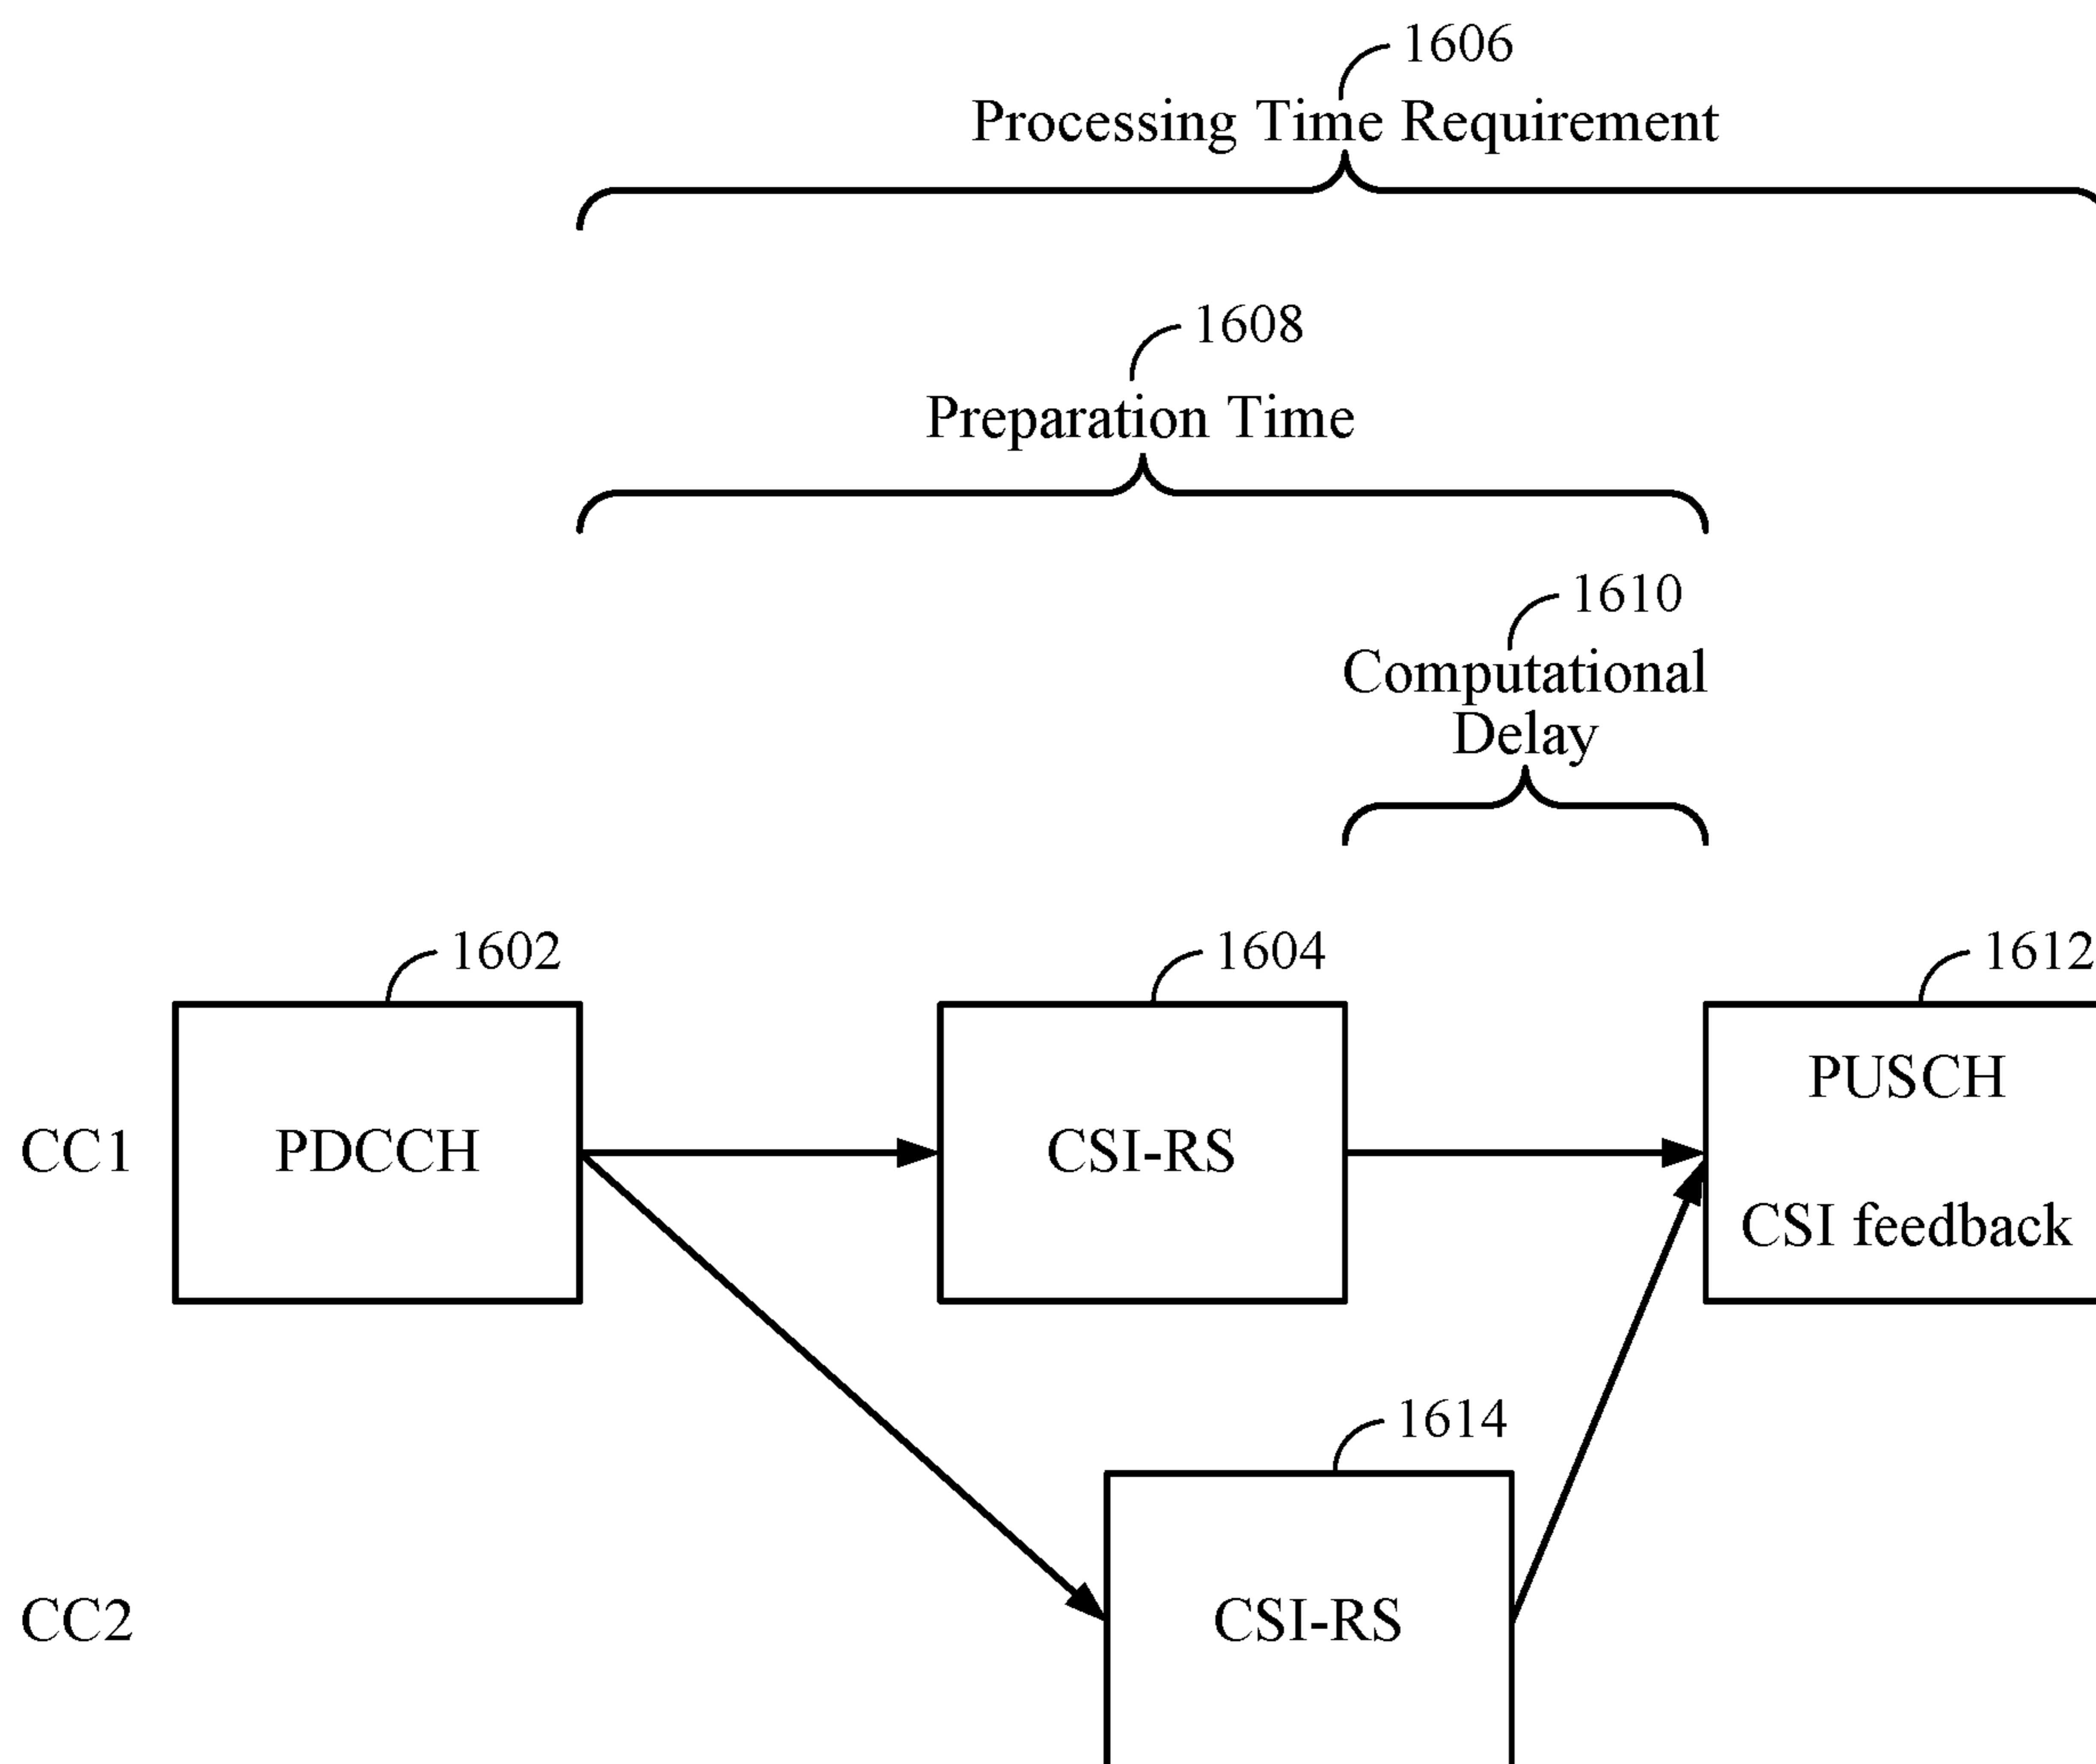 1606
Processing Time Requirement
1608
Preparation Time
1610
Computational
Delay
1602
1604
1612
CC1
PDCCH
CSI-RS
PUSCH
CSI feedback
1614
CC2
CSI-RS